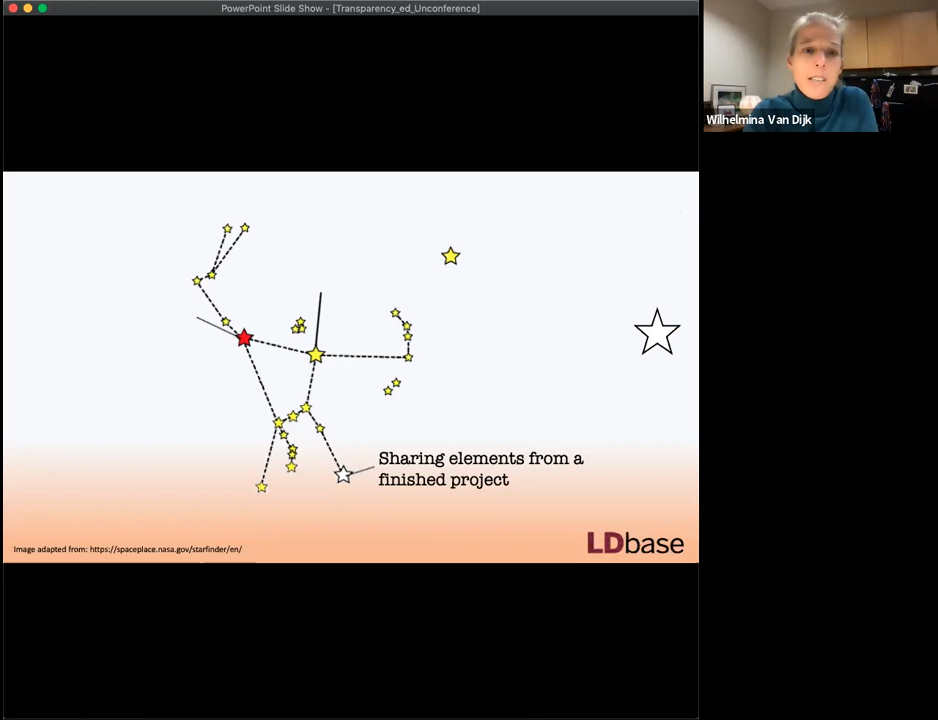 PowerPoint Slide Show - [Transparency_ed_Unconference]
Wilhelmina Van Dijk
Sharing elements from a
finished project
Image adapted from: https://spaceplace.nasa.gov/starfinder/en/
LDbase